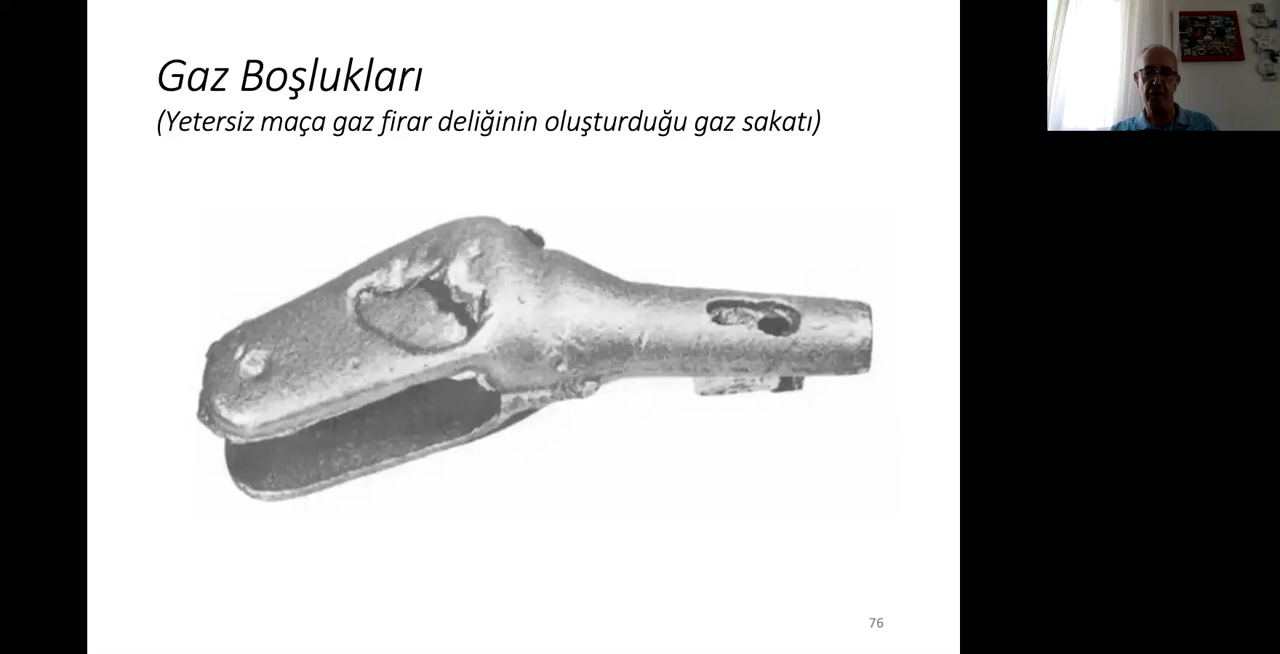 Gaz Boşlukları
(Yetersiz maça gaz firar deliğinin oluşturduğu gaz sakatı)
76